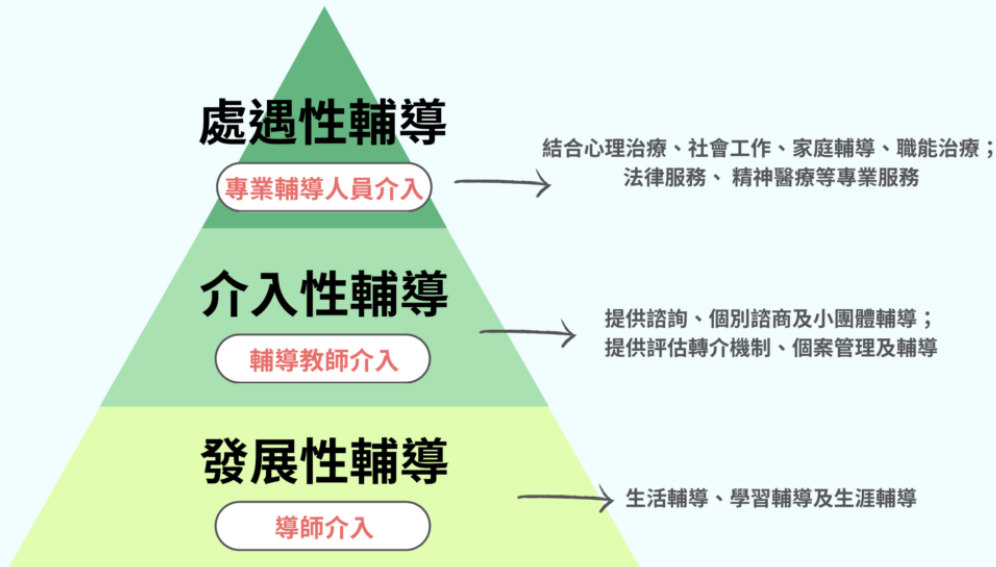 處遇性輔導
專業輔導人員介入
結合心理治療、社會工作、家庭輔導、職能治療；
法律服務、 精神醫療等專業服務
介入性輔導
輔導教師介入
提供諮詢、個別諮商及小團體輔導；
提供評估轉介機制、個案管理及輔導
發展性輔導
導師介入
生活輔導、學習輔導及生涯輔導